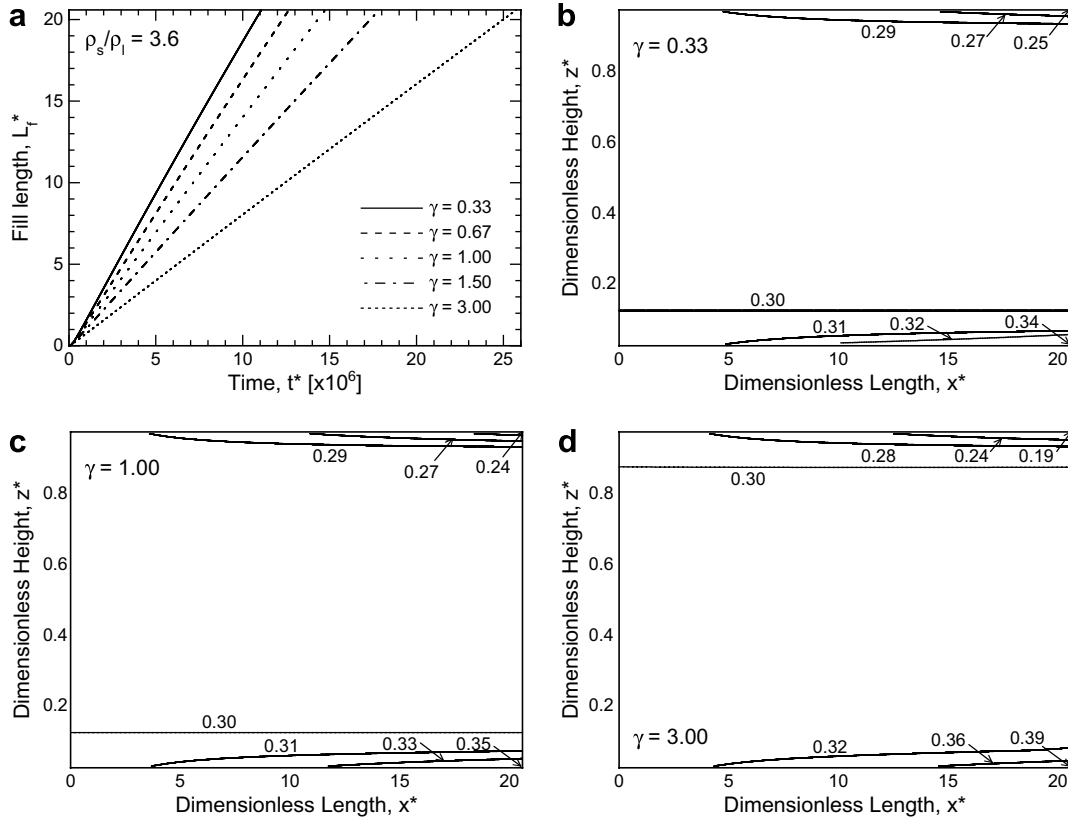 a
ρs/ρl = 3.6
Fill length, Lf*
20
15
10
5
0
γ = 0.33
γ = 0.67
γ = 1.00
γ = 1.50
γ = 3.00
0 5 10 15 20 25
Time, t* [x10⁶]
b
γ = 0.33
Dimensionless Height, z*
0.8
0.6
0.4
0.2
0.29
0.27
0.25
0.30
0.31
0.32
0.34
0 5 10 15 20
Dimensionless Length, x*
c
γ = 1.00
Dimensionless Height, z*
0.8
0.6
0.4
0.2
0.29
0.27
0.24
0.30
0.31
0.33
0.35
0 5 10 15 20
Dimensionless Length, x*
d
Dimensionless Height, z*
0.8
0.6
0.4
0.2
0.28
0.24
0.19
0.30
γ = 3.00
0.32
0.36
0.39
0 5 10 15 20
Dimensionless Length, x*